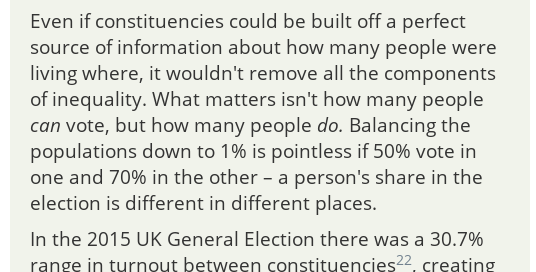 Even if constituencies could be built off a perfect
source of information about how many people were
living where, it wouldn't remove all the components
of inequality. What matters isn't how many people
can vote, but how many people do. Balancing the
populations down to 1% is pointless if 50% vote in
one and 70% in the other – a person's share in the
election is different in different places.
In the 2015 UK General Election there was a 30.7%
range in turnout between constituencies22, creating